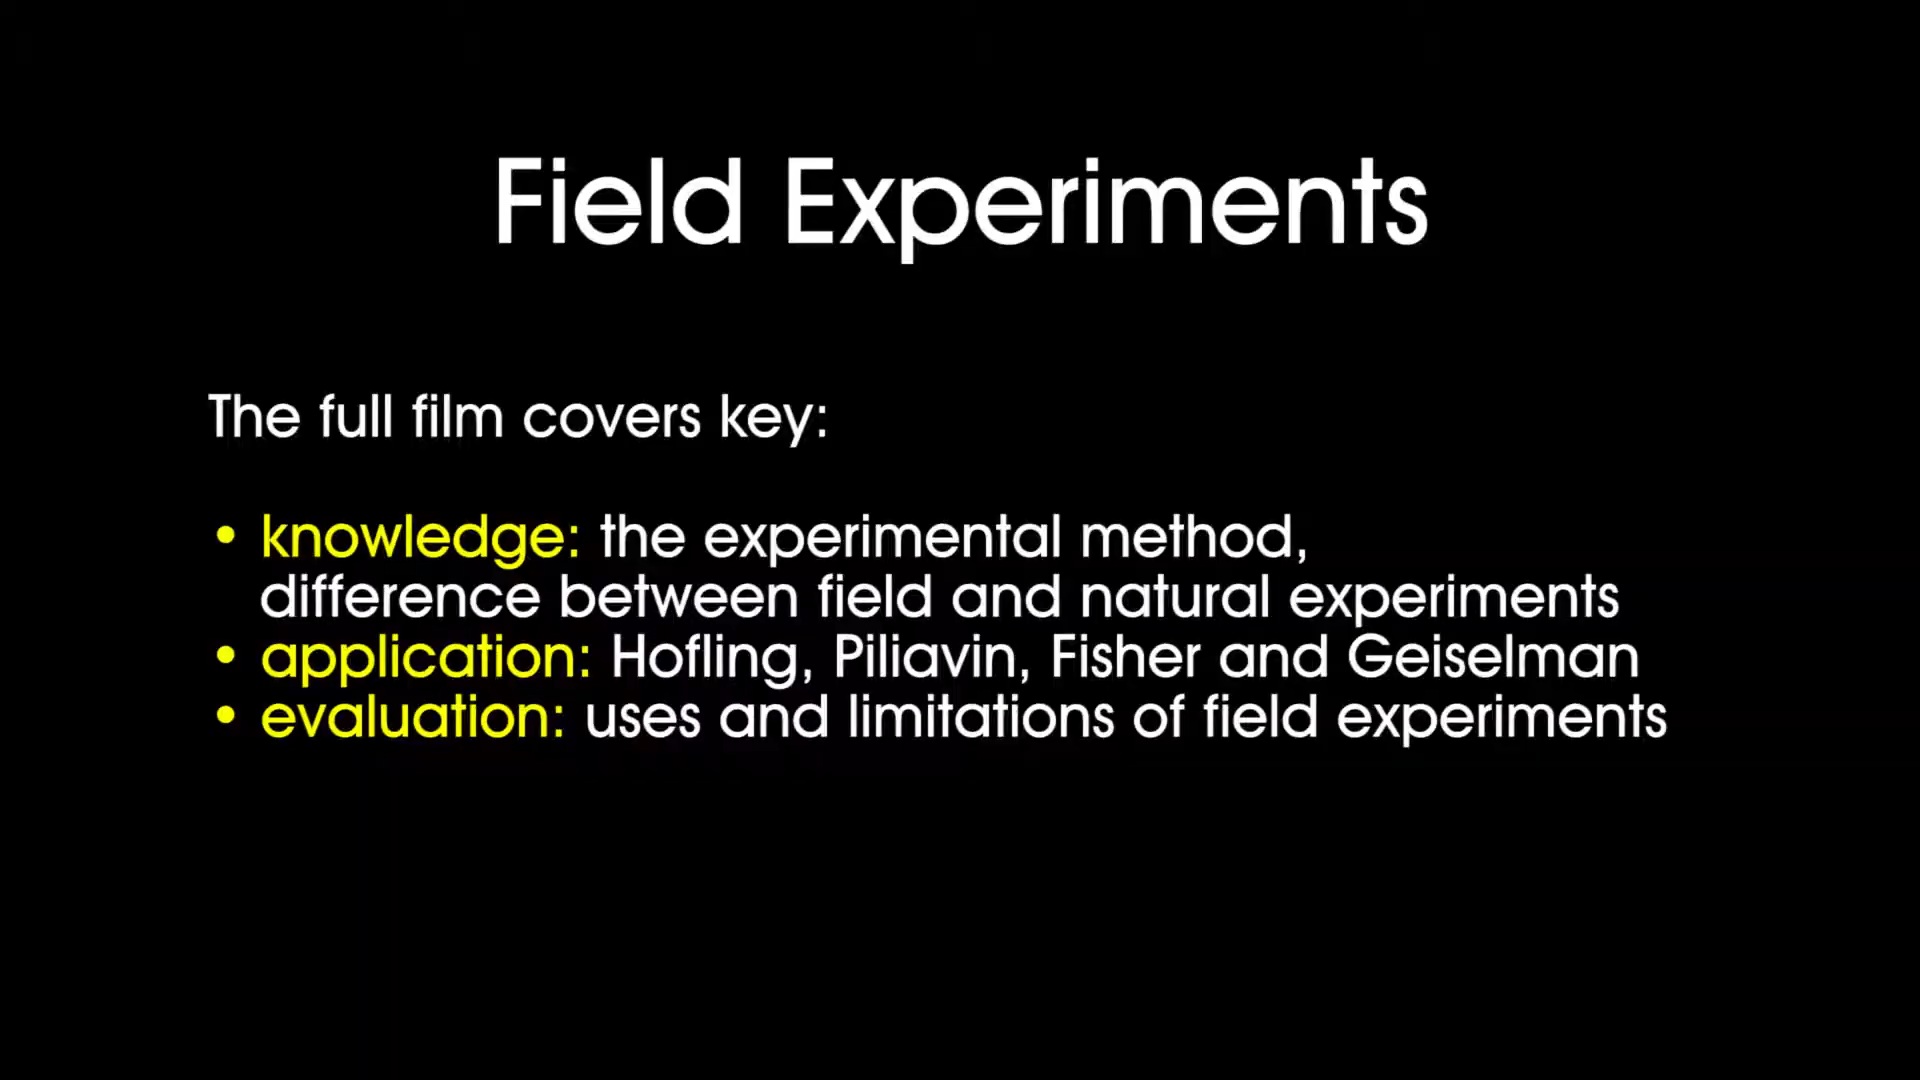 Field Experiments
The full film covers key:
• knowledge: the experimental method,
difference between field and natural experiments
• application: Hofling, Piliavin, Fisher and Geiselman
• evaluation: uses and limitations of field experiments